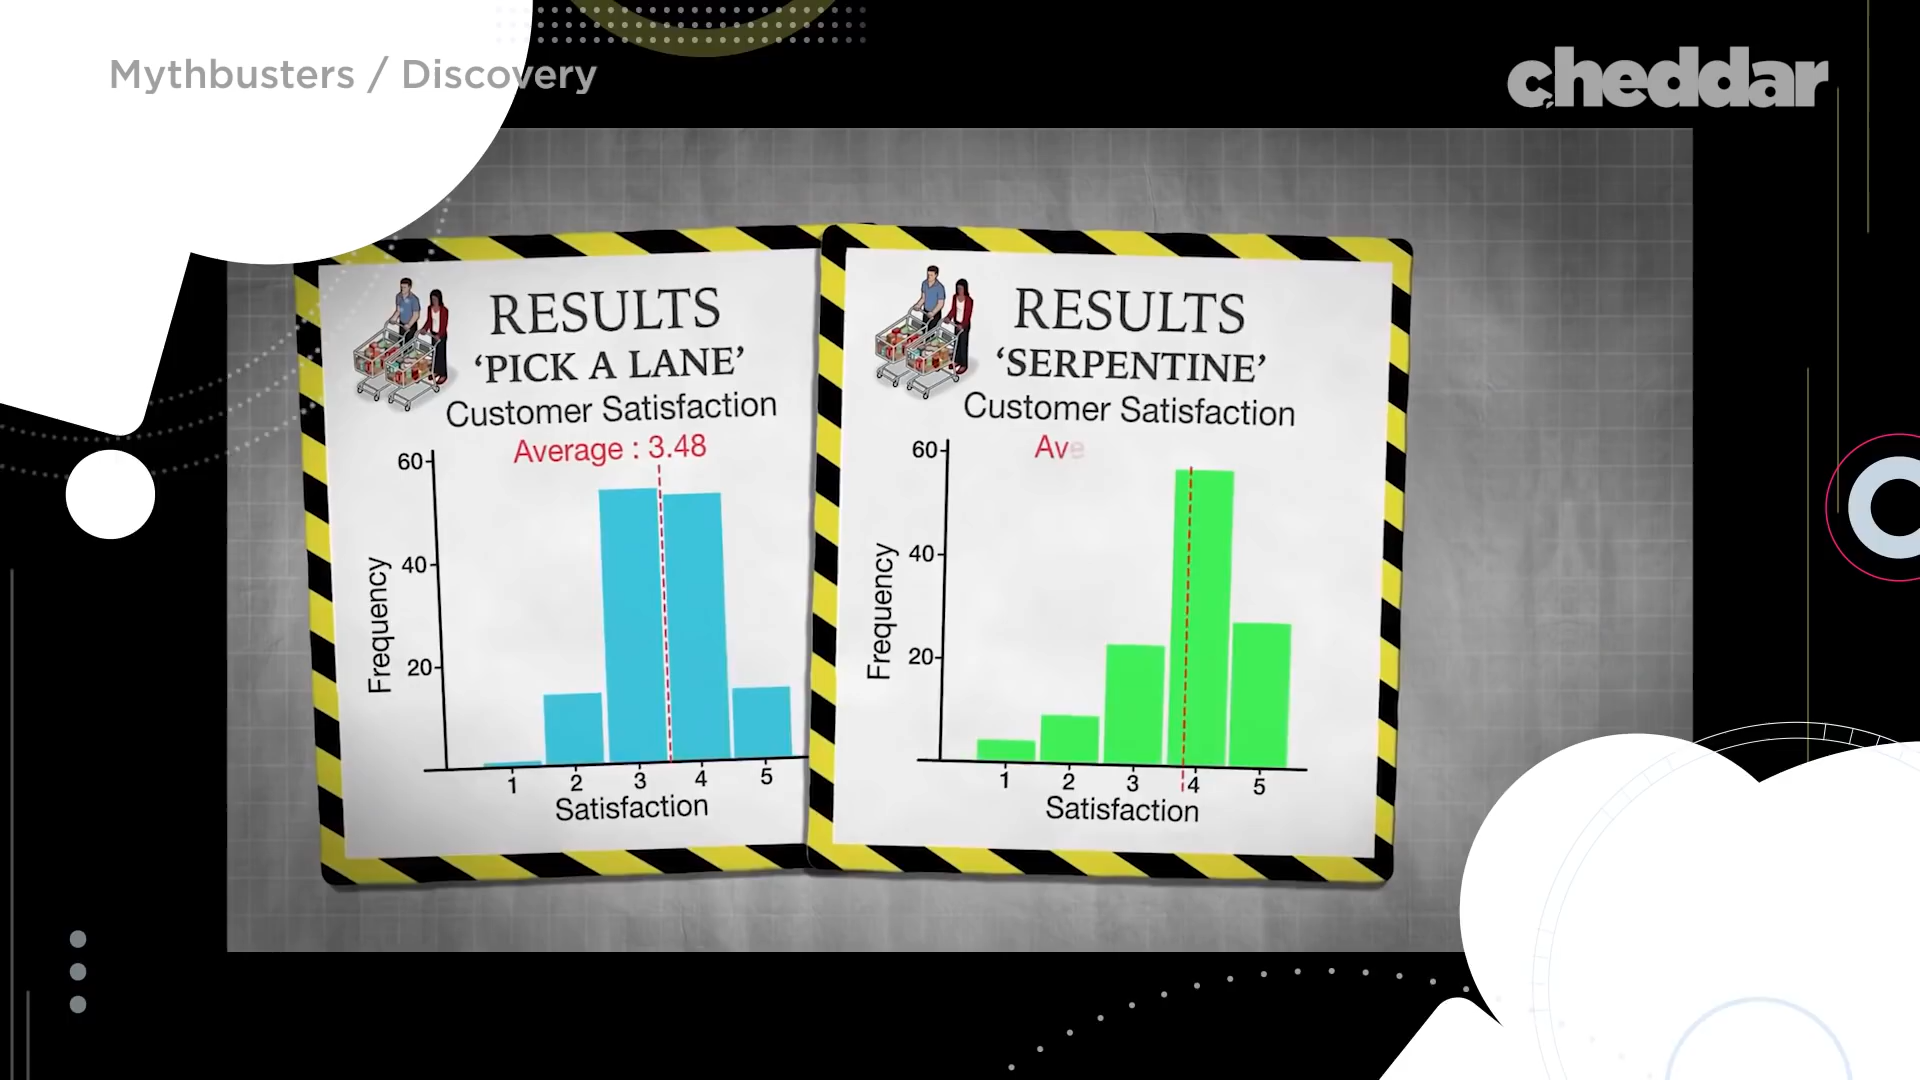 Mythbusters / Discovery
cheddar
RESULTS
'PICK A LANE'
Customer Satisfaction
Average : 3.48
60
40
20
Frequency
1 2 3 4 5
Satisfaction
RESULTS
'SERPENTINE'
Customer Satisfaction
Ave
60
40
20
Frequency
1 2 3 4 5
Satisfaction